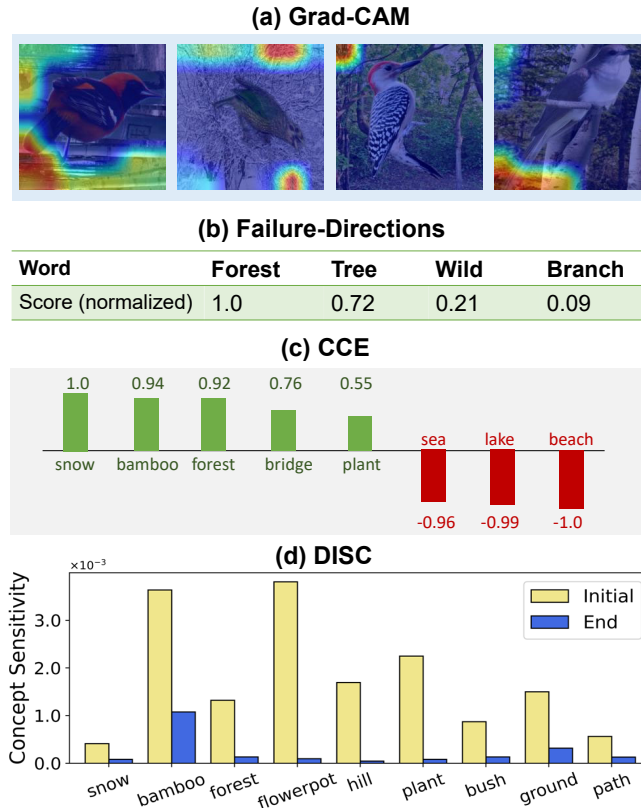 (a) Grad-CAM
(b) Failure-Directions
Word Forest Tree Wild Branch
Score (normalized) 1.0 0.72 0.21 0.09
(c) CCE
1.0 0.94 0.92 0.76 0.55
sea lake beach
snow bamboo forest bridge plant
-0.96 -0.99 -1.0
(d) DISC
×10⁻³
Concept Sensitivity
3.0
2.0
1.0
0.0
Initial
End
snow bamboo forest flowerpot hill plant bush ground path